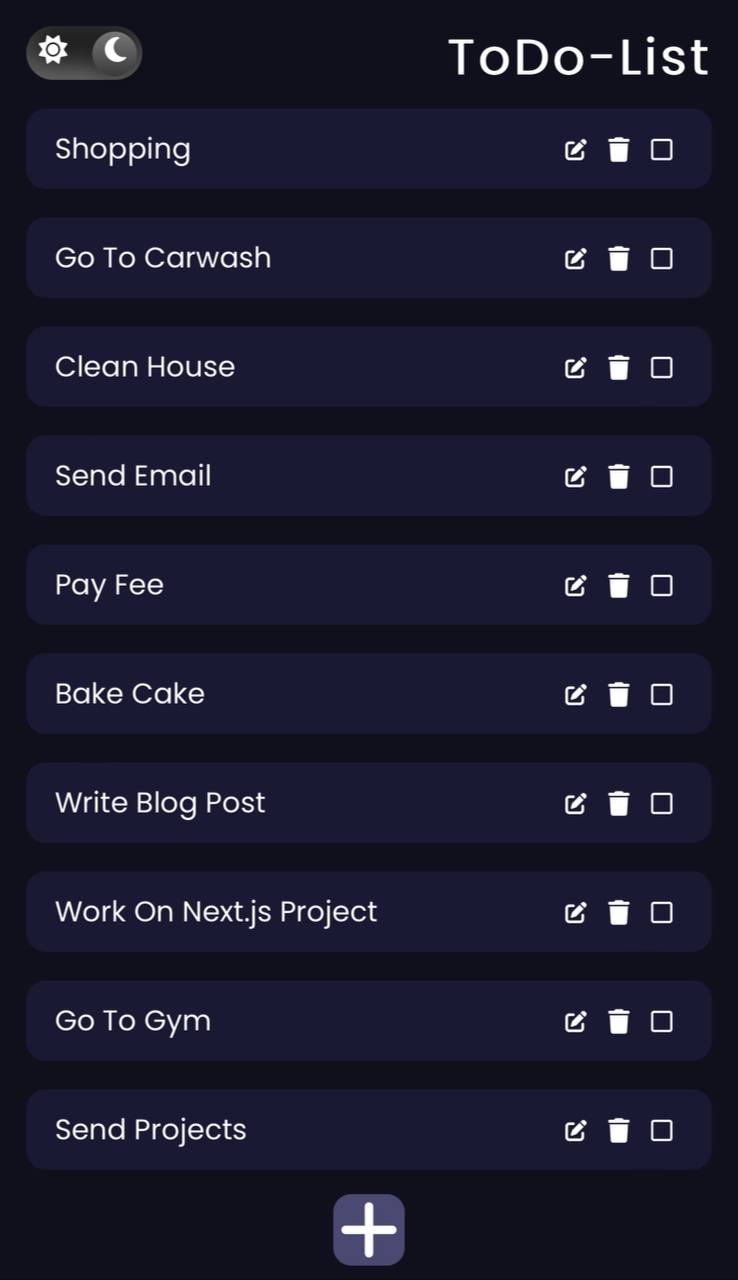 ToDo-List
Shopping
Go To Carwash
Clean House
Send Email
Pay Fee
Bake Cake
Write Blog Post
Work On Next.js Project
Go To Gym
Send Projects